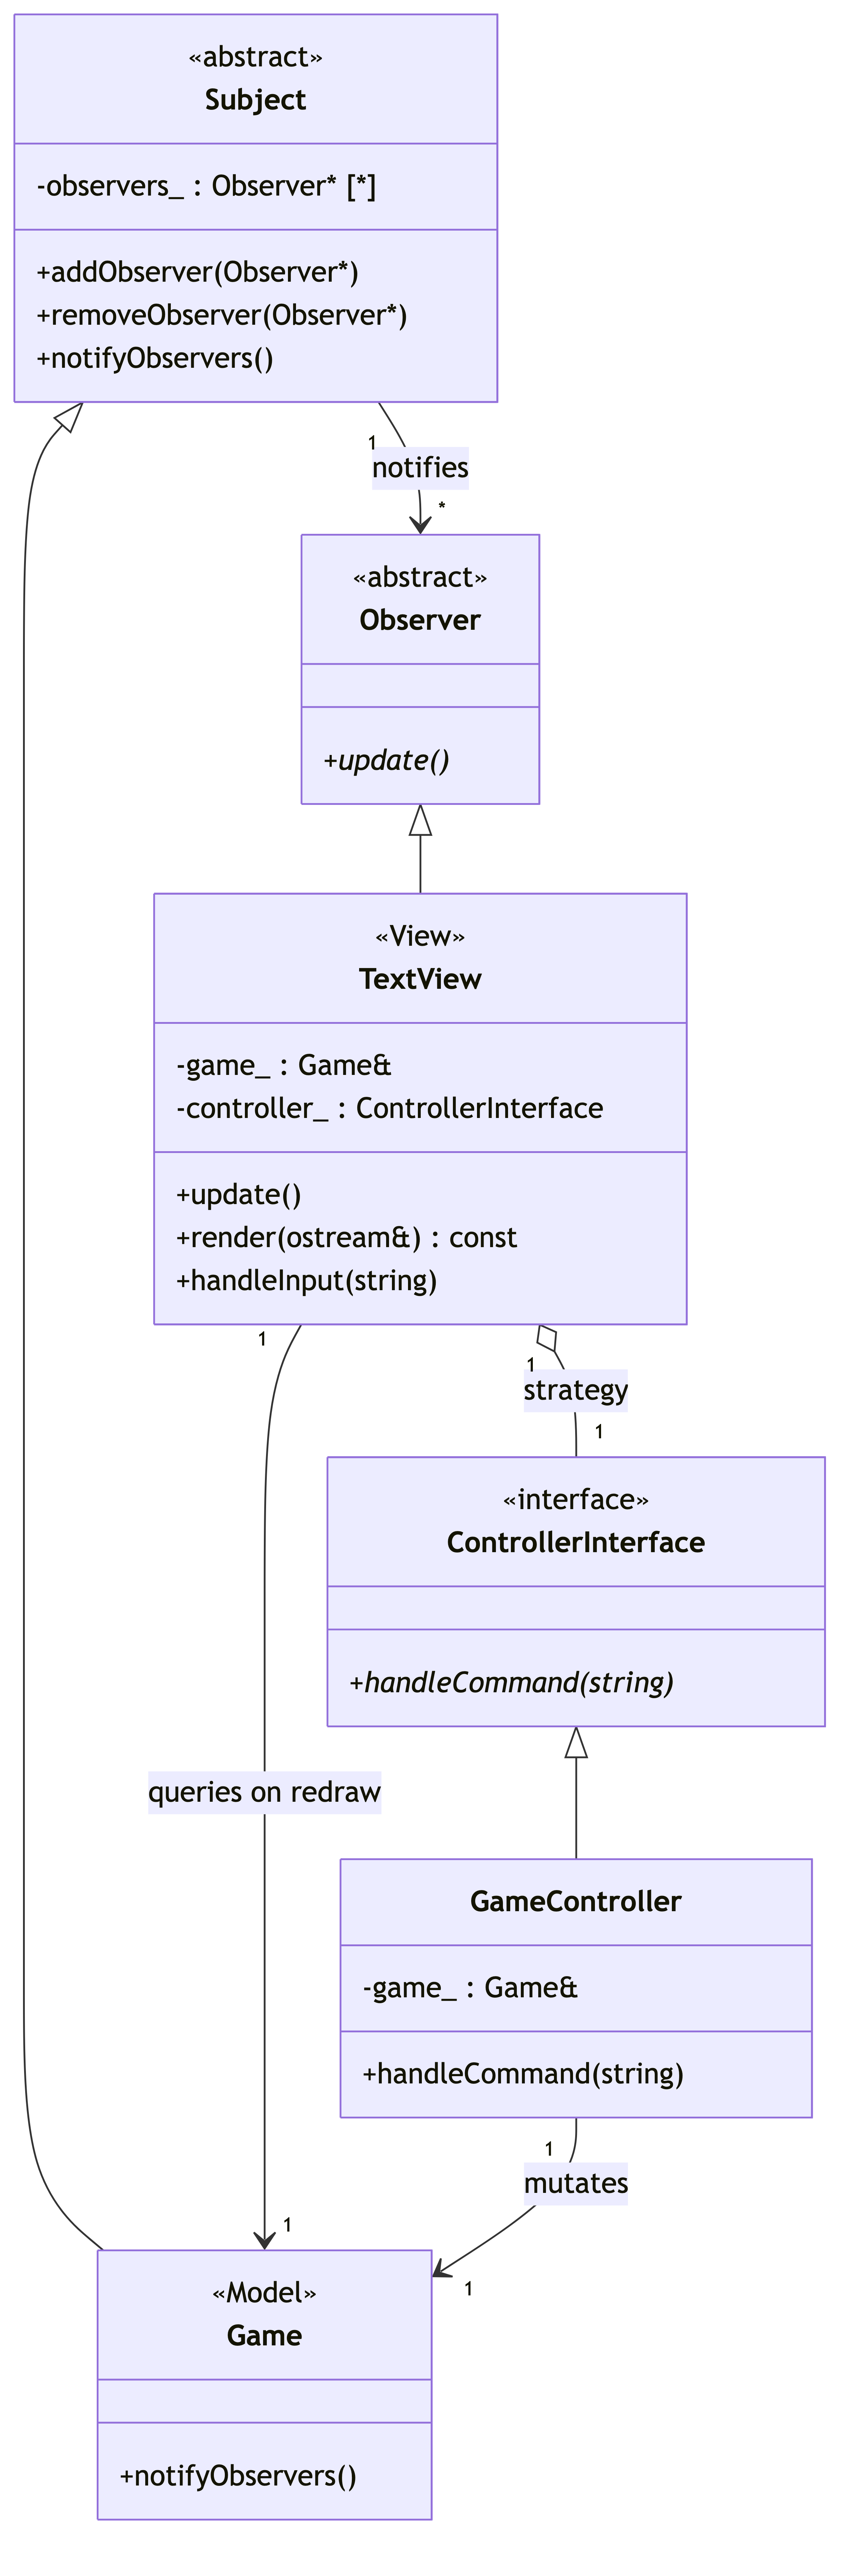 «abstract»
Subject
-observers_ : Observer* [*]
+addObserver(Observer*)
+removeObserver(Observer*)
+notifyObservers()
1
notifies
*
«abstract»
Observer
+update()
«View»
TextView
-game_ : Game&
-controller_ : ControllerInterface
+update()
+render(ostream&) : const
+handleInput(string)
1
1
strategy
1
«interface»
ControllerInterface
+handleCommand(string)
queries on redraw
GameController
-game_ : Game&
+handleCommand(string)
1
mutates
1
1
«Model»
Game
+notifyObservers()